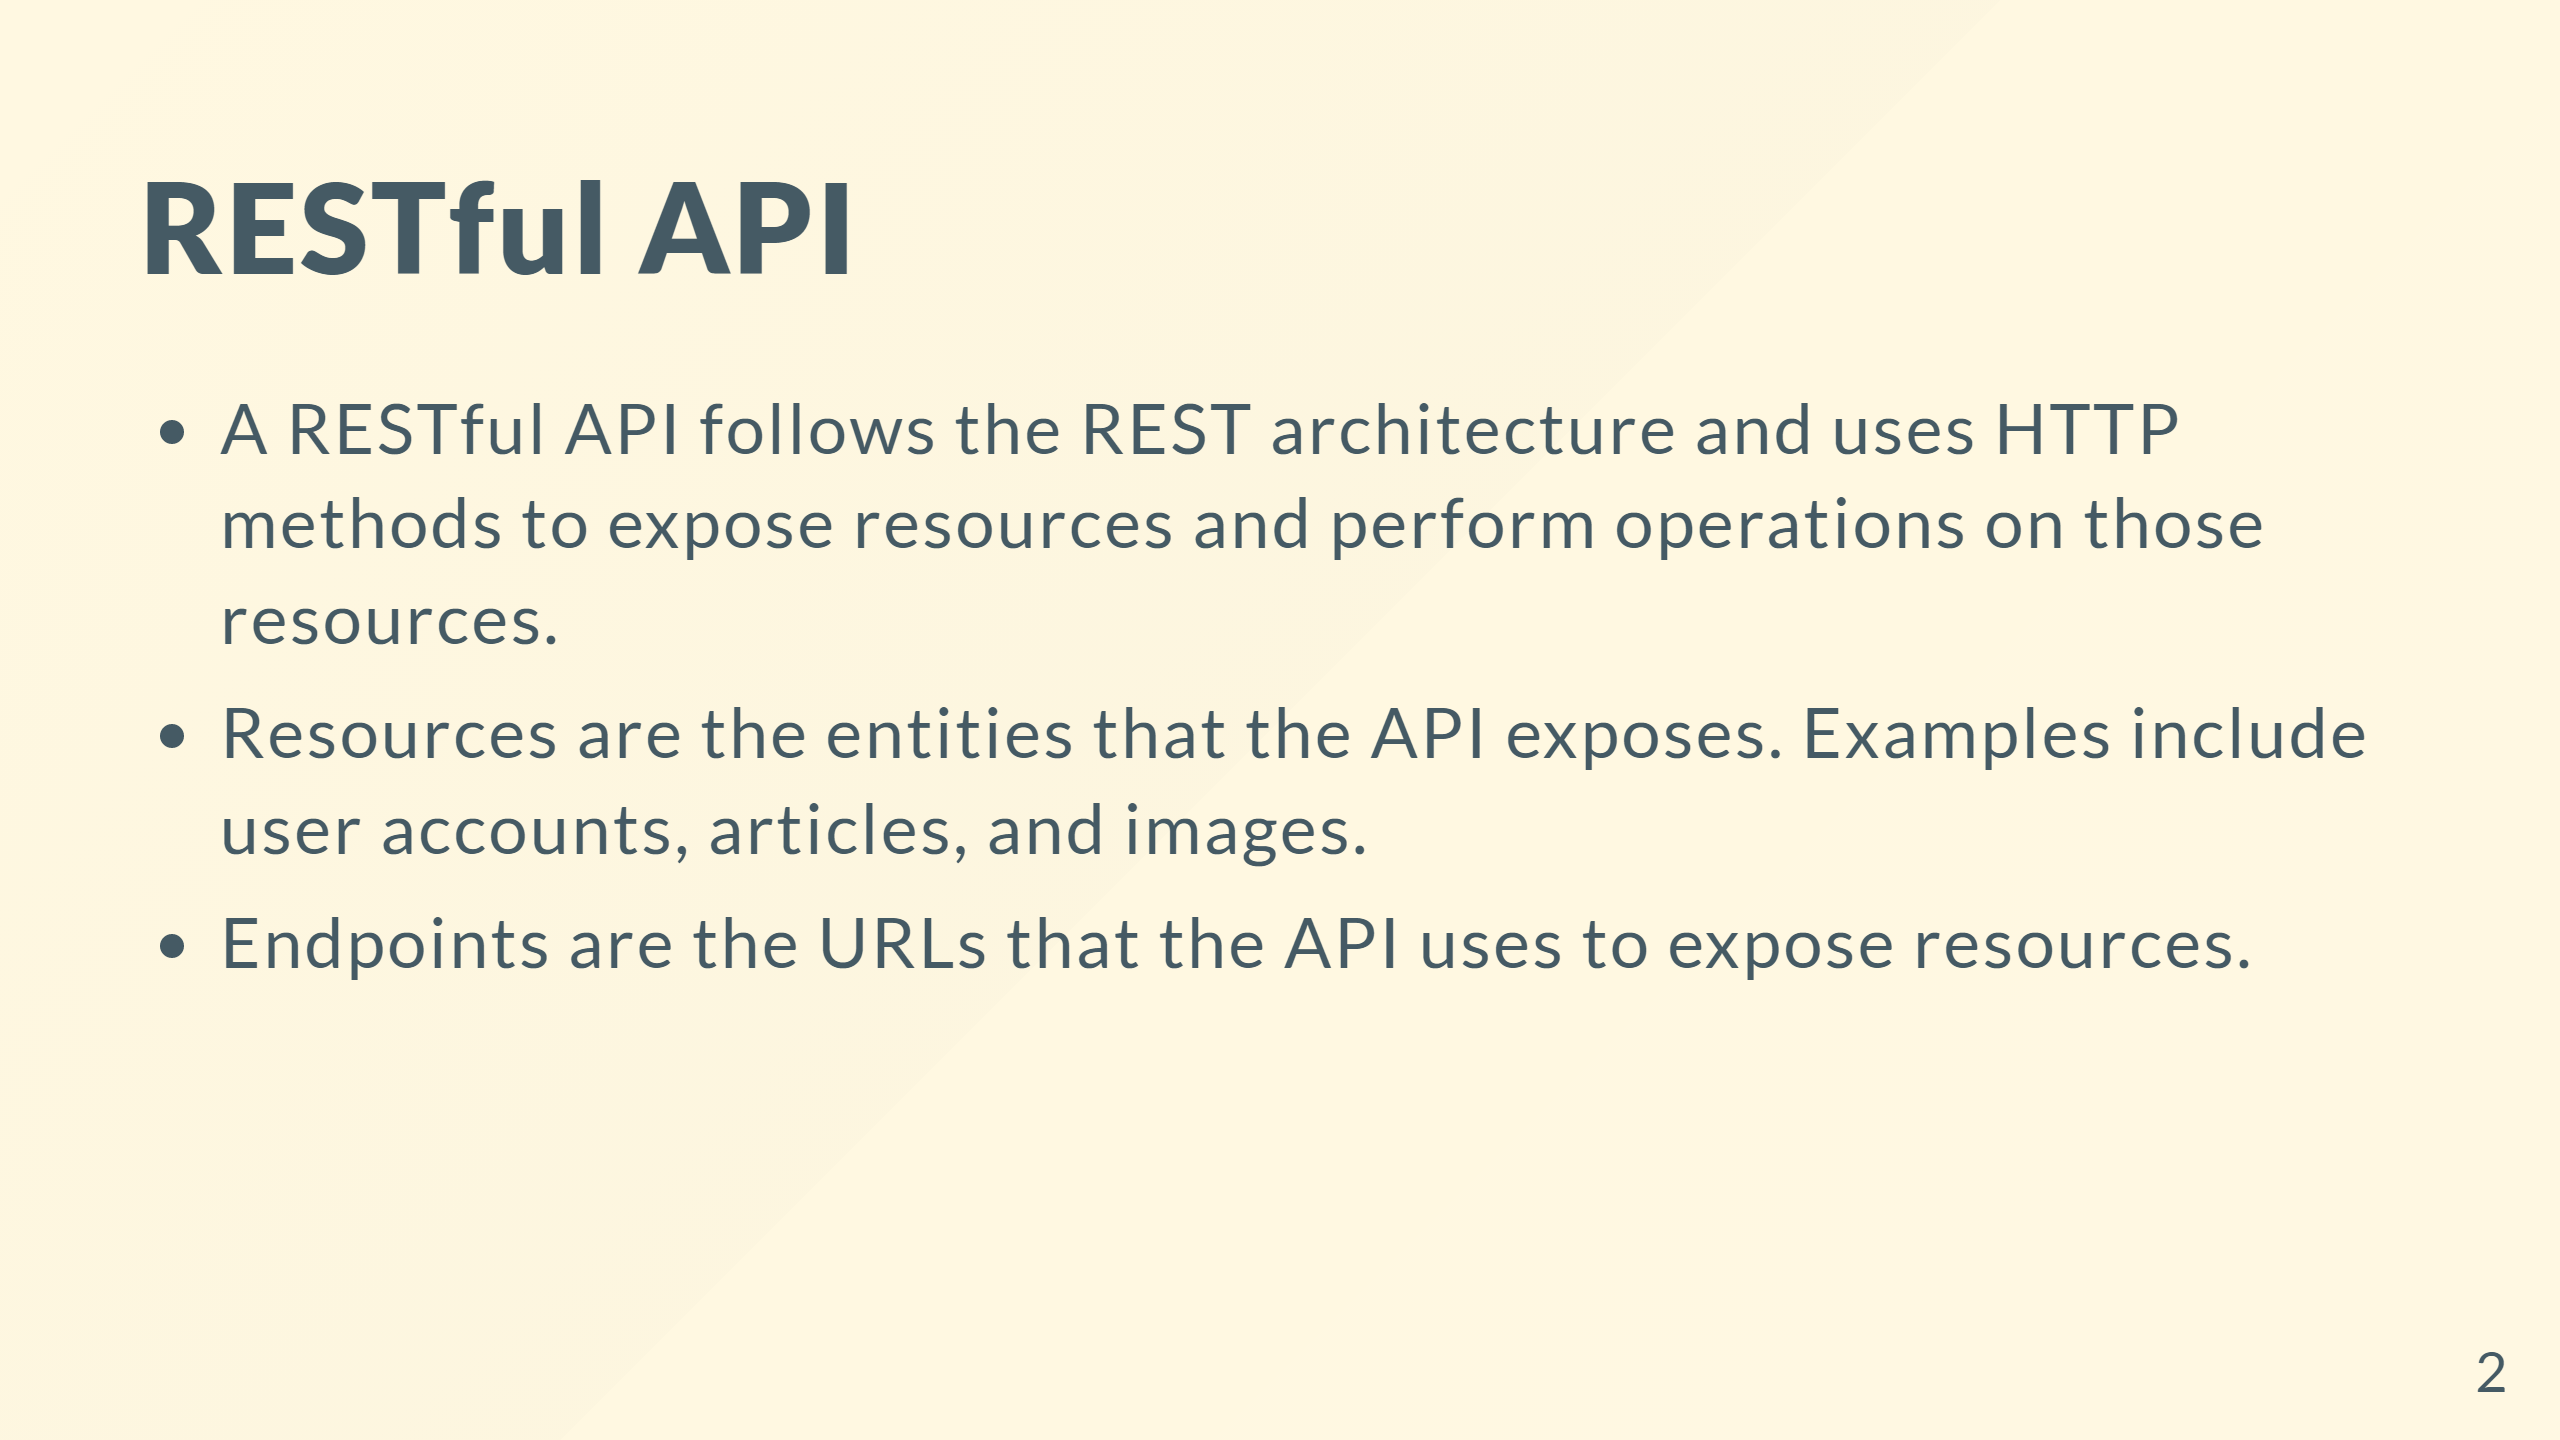 RESTful API
• A RESTful API follows the REST architecture and uses HTTP
methods to expose resources and perform operations on those
resources.
• Resources are the entities that the API exposes. Examples include
user accounts, articles, and images.
• Endpoints are the URLs that the API uses to expose resources.
2